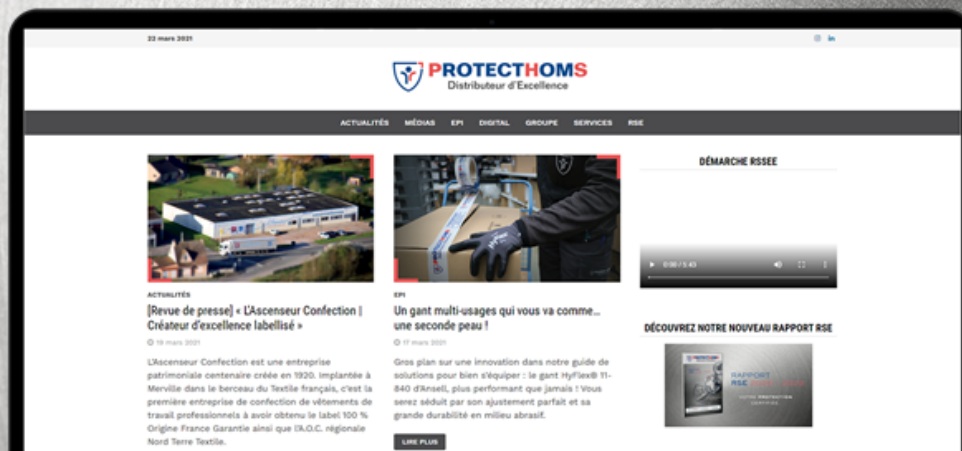 22 mars 2021
PROTECTHOMS
Distributeur d'Excellence
ACTUALITÉS MÉDIAS EPI DIGITAL GROUPE SERVICES RSE
ACTUALITÉS
[Revue de presse] « L'Ascenseur Confection |
Créateur d'excellence labellisé »
19 mars 2021
L'Ascenseur Confection est une entreprise
patrimoniale centenaire créée en 1920. Implantée à
Merville dans le berceau du Textile français, c'est la
première entreprise de confection de vêtements de
travail professionnels à avoir obtenu le label 100 %
Origine France Garantie ainsi que l'A.O.C. régionale
Nord Terre Textile.
HyFlex
EPI
Un gant multi-usages qui vous va comme...
une seconde peau !
17 mars 2021
Gros plan sur une innovation dans notre guide de
solutions pour bien s'équiper : le gant HyFlex® 11-
840 d'Ansell, plus performant que jamais ! Vous
serez séduit par son ajustement parfait et sa
grande durabilité en milieu abrasif.
LIRE PLUS
DÉMARCHE RSSEE
0:00 / 5:43
DÉCOUVREZ NOTRE NOUVEAU RAPPORT RSE
RAPPORT
RSE
VOTRE PROTECTION
CERTIFIÉE